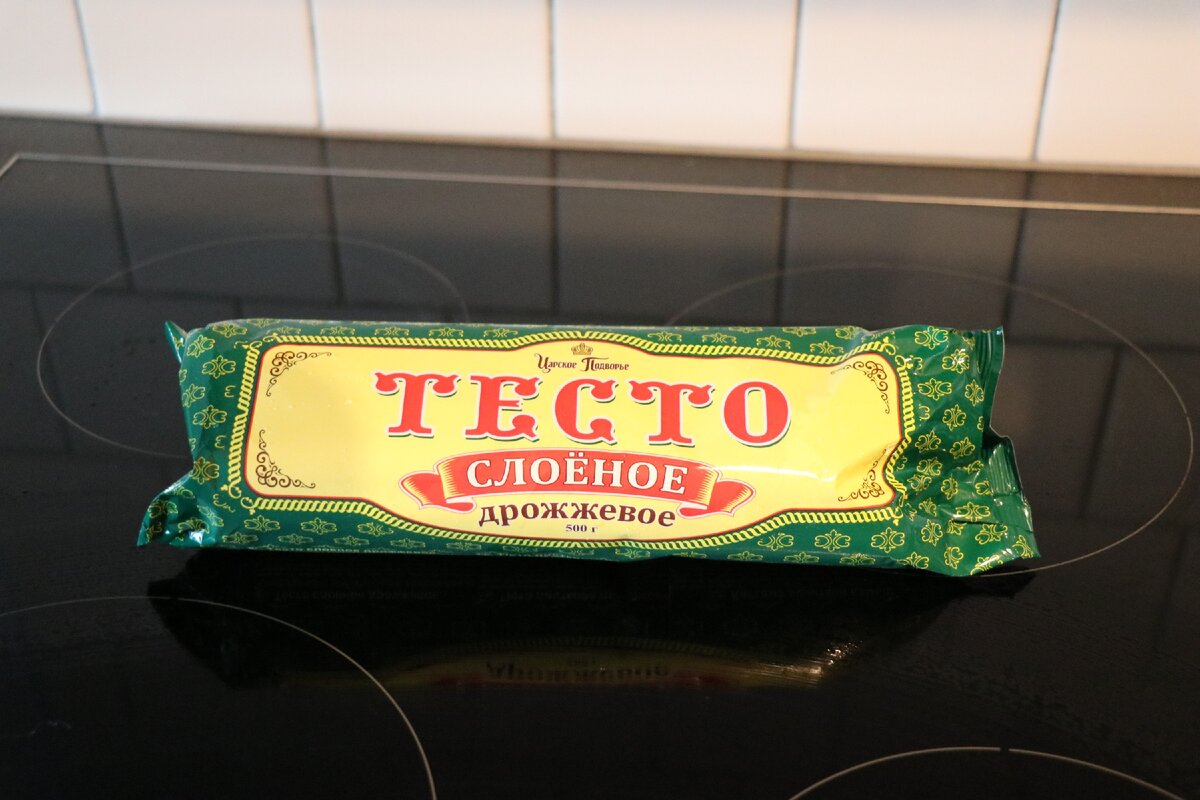 Царское Подворье
ТЕСТО
СЛОЁНОЕ
дрожжевое
500 г